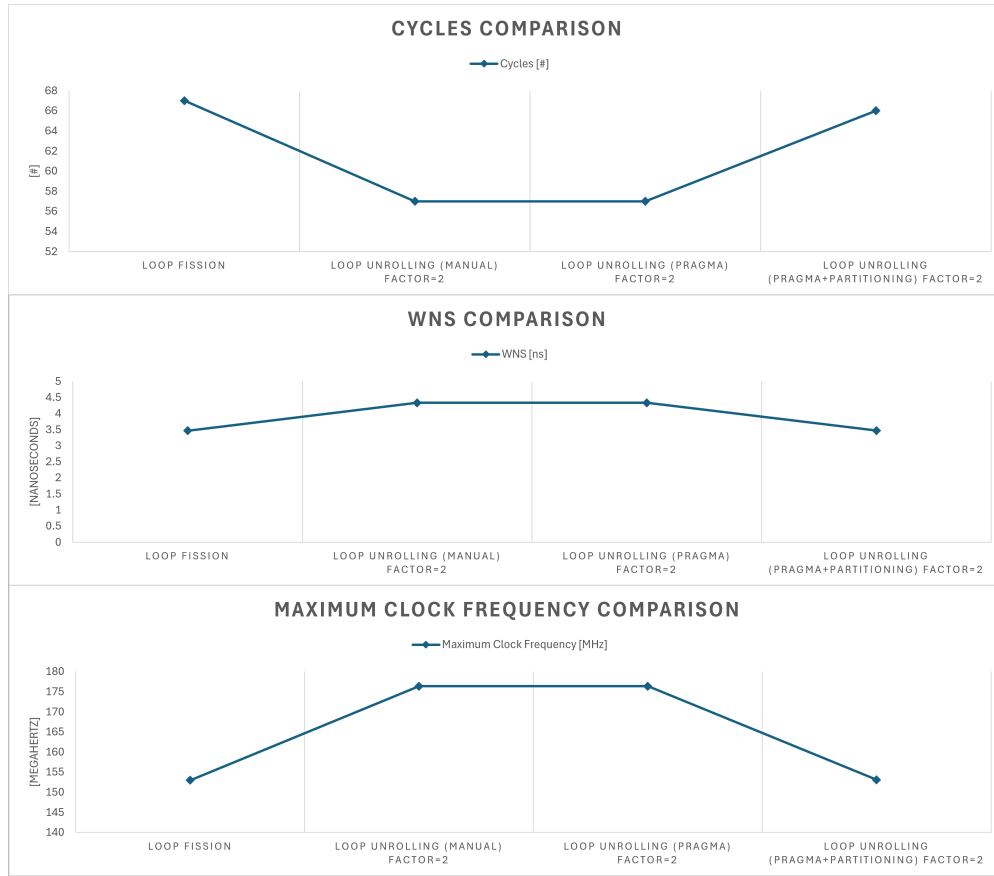 CYCLES COMPARISON
Cycles [#]
68
66
64
62
60
58
56
54
52
[#]
LOOP FISSION
LOOP UNROLLING (MANUAL)
FACTOR=2
LOOP UNROLLING (PRAGMA)
FACTOR=2
LOOP UNROLLING
(PRAGMA+PARTITIONING) FACTOR=2
WNS COMPARISON
WNS [ns]
5
4.5
4
3.5
3
2.5
2
1.5
1
0.5
0
[NANOSECONDS]
LOOP FISSION
LOOP UNROLLING (MANUAL)
FACTOR=2
LOOP UNROLLING (PRAGMA)
FACTOR=2
LOOP UNROLLING
(PRAGMA+PARTITIONING) FACTOR=2
MAXIMUM CLOCK FREQUENCY COMPARISON
Maximum Clock Frequency [MHz]
180
175
170
165
160
155
150
145
140
[MEGAHERTZ]
LOOP FISSION
LOOP UNROLLING (MANUAL)
FACTOR=2
LOOP UNROLLING (PRAGMA)
FACTOR=2
LOOP UNROLLING
(PRAGMA+PARTITIONING) FACTOR=2